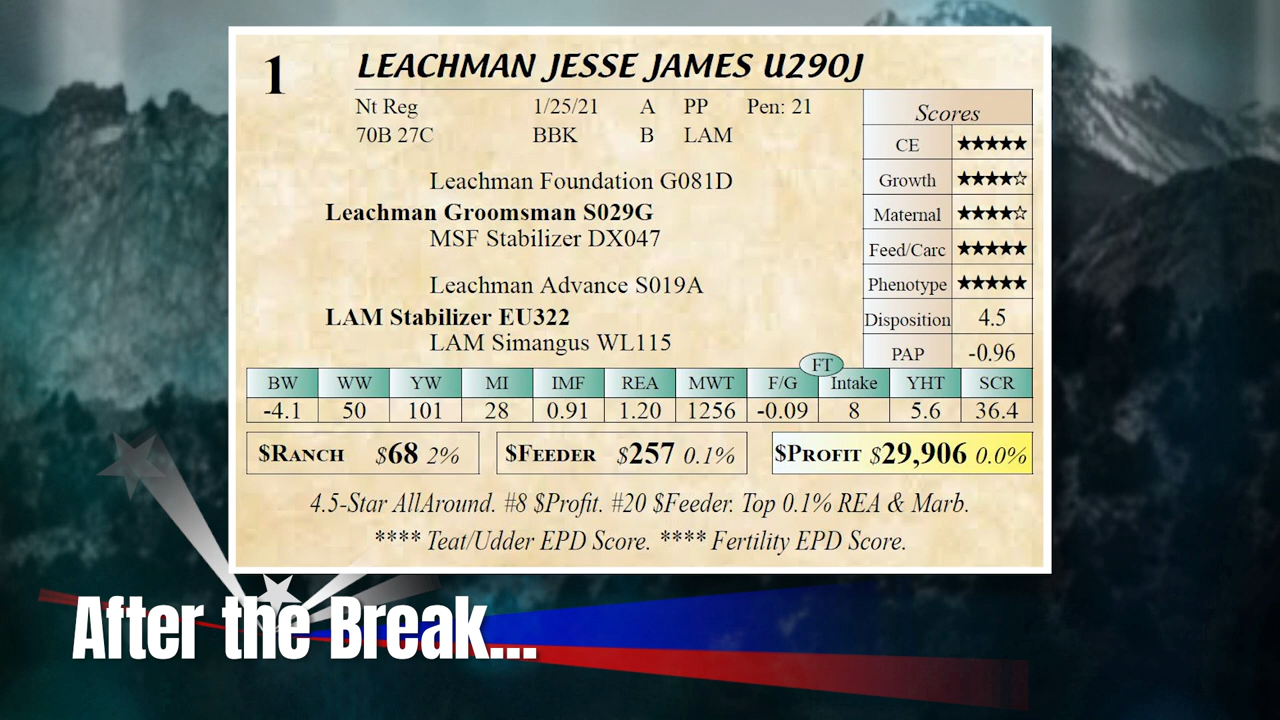 1
LEACHMAN JESSE JAMES U290J
Nt Reg 1/25/21 A PP Pen: 21
70B 27C BBK B LAM
Leachman Foundation G081D
Leachman Groomsman S029G
MSF Stabilizer DX047
Leachman Advance S019A
LAM Stabilizer EU322
LAM Simangus WL115
Scores
CE ★★★★★
Growth ★★★★☆
Maternal ★★★★☆
Feed/Carc ★★★★★
Phenotype ★★★★★
Disposition 4.5
PAP -0.96
FT
BW WW YW MI IMF REA MWT F/G Intake YHT SCR
-4.1 50 101 28 0.91 1.20 1256 -0.09 8 5.6 36.4
$RANCH $68 2% $FEEDER $257 0.1% $PROFIT $29,906 0.0%
4.5-Star AllAround. #8 $Profit. #20 $Feeder. Top 0.1% REA & Marb.
**** Teat/Udder EPD Score. **** Fertility EPD Score.
After the Break...